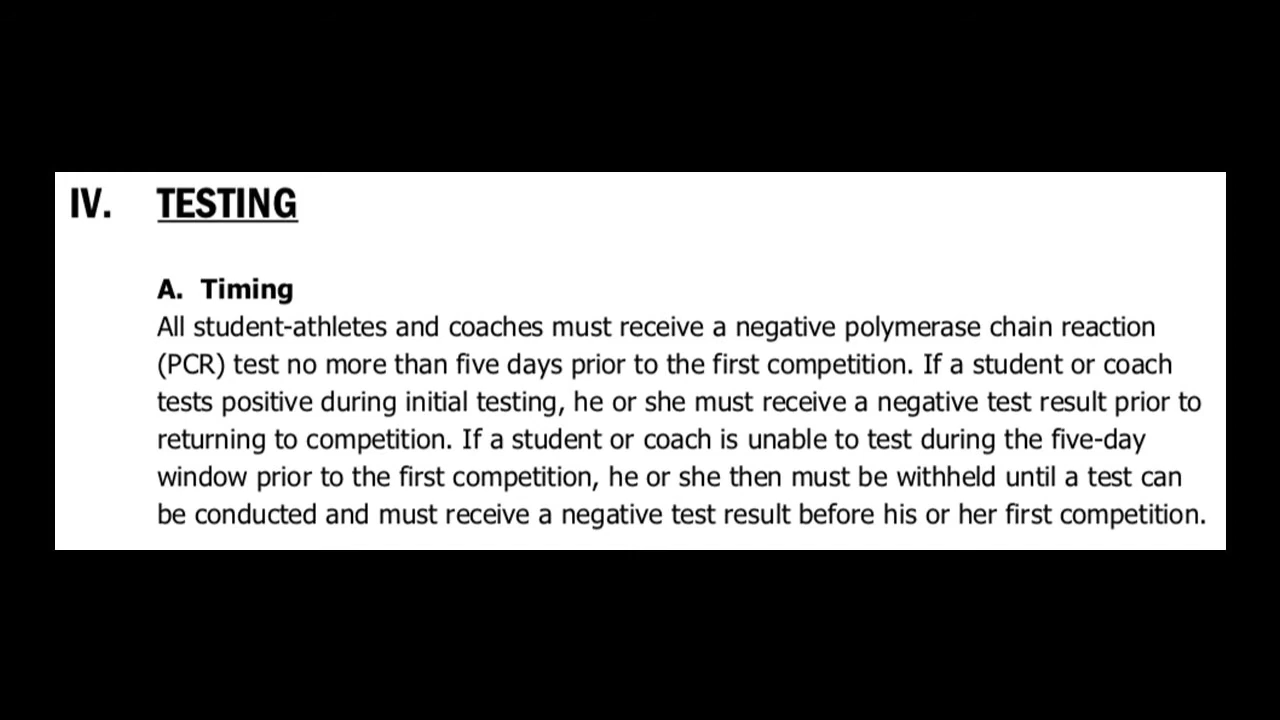 IV. TESTING
A. Timing
All student-athletes and coaches must receive a negative polymerase chain reaction
(PCR) test no more than five days prior to the first competition. If a student or coach
tests positive during initial testing, he or she must receive a negative test result prior to
returning to competition. If a student or coach is unable to test during the five-day
window prior to the first competition, he or she then must be withheld until a test can
be conducted and must receive a negative test result before his or her first competition.